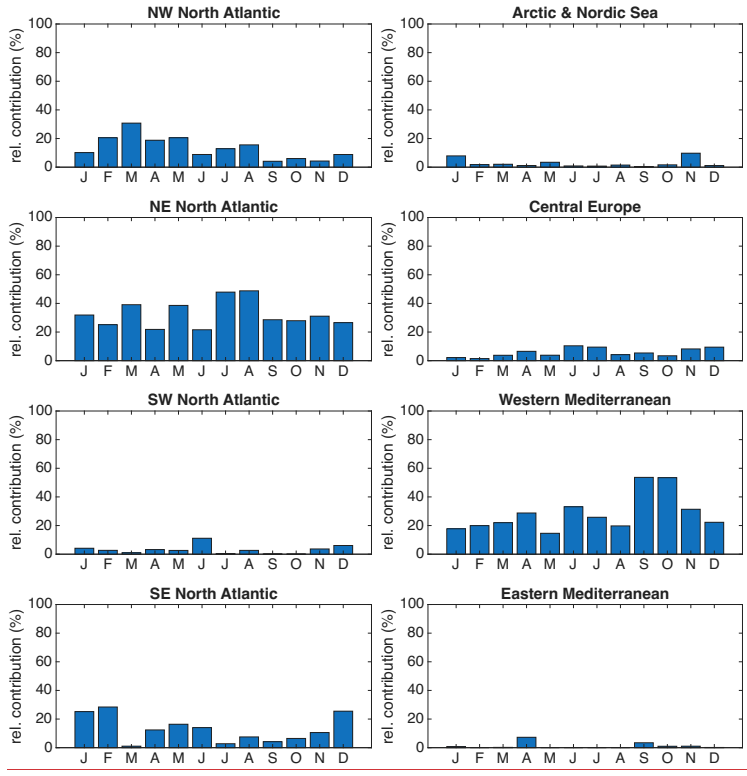 NW North Atlantic
rel. contribution (%)
100
80
60
40
20
0
J F M A M J J A S O N D
Arctic & Nordic Sea
rel. contribution (%)
100
80
60
40
20
0
J F M A M J J A S O N D
NE North Atlantic
rel. contribution (%)
100
80
60
40
20
0
J F M A M J J A S O N D
Central Europe
rel. contribution (%)
100
80
60
40
20
0
J F M A M J J A S O N D
SW North Atlantic
rel. contribution (%)
100
80
60
40
20
0
J F M A M J J A S O N D
Western Mediterranean
rel. contribution (%)
100
80
60
40
20
0
J F M A M J J A S O N D
SE North Atlantic
rel. contribution (%)
100
80
60
40
20
0
J F M A M J J A S O N D
Eastern Mediterranean
rel. contribution (%)
100
80
60
40
20
0
J F M A M J J A S O N D